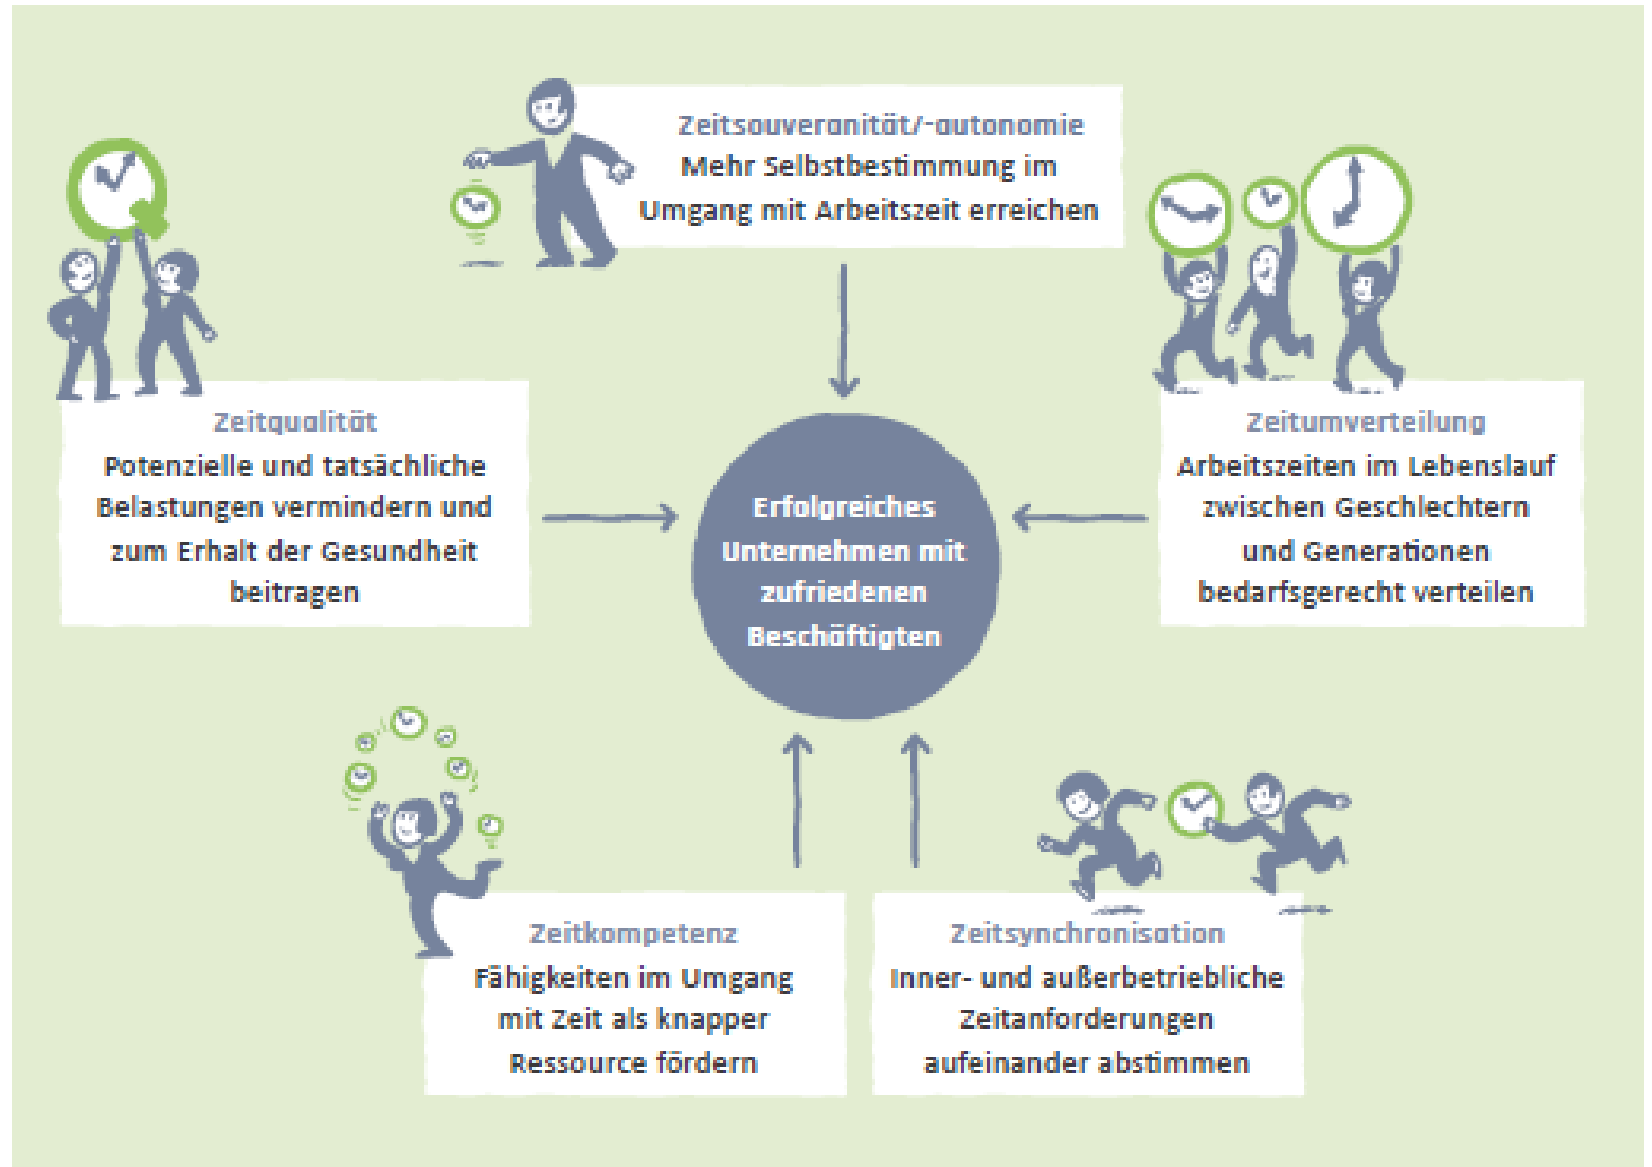 Zeitsouveranität/-autonomie
Mehr Selbstbestimmung im
Umgang mit Arbeitszeit erreichen
Zeitqualität
Potenzielle und tatsächliche
Belastungen vermindern und
zum Erhalt der Gesundheit
beitragen
Erfolgreiches
Unternehmen mit
zufriedenen
Beschäftigten
Zeitumverteilung
Arbeitszeiten im Lebenslauf
zwischen Geschlechtern
und Generationen
bedarfsgerecht verteilen
Zeitkompetenz
Fähigkeiten im Umgang
mit Zeit als knapper
Ressource fördern
Zeitsynchronisation
Inner- und außerbetriebliche
Zeitanforderungen
aufeinander abstimmen